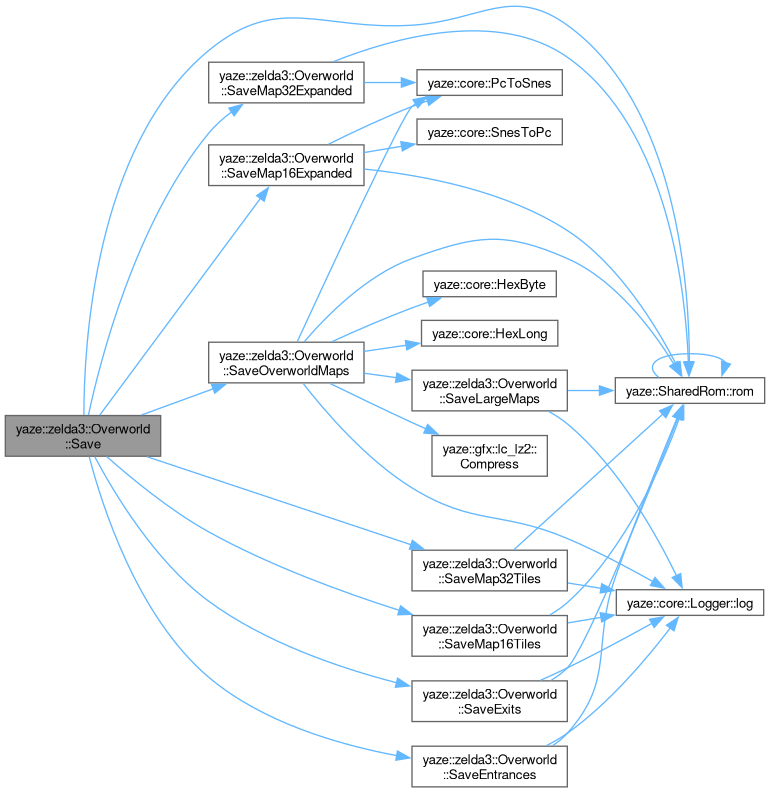 yaze::zelda3::Overworld
::SaveMap32Expanded
yaze::core::PcToSnes
yaze::core::SnesToPc
yaze::zelda3::Overworld
::SaveMap16Expanded
yaze::core::HexByte
yaze::core::HexLong
yaze::zelda3::Overworld
::SaveOverworldMaps
yaze::zelda3::Overworld
::SaveLargeMaps
yaze::SharedRom::rom
yaze::zelda3::Overworld
::Save
yaze::gfx::lc_lz2::
Compress
yaze::zelda3::Overworld
::SaveMap32Tiles
yaze::core::Logger::log
yaze::zelda3::Overworld
::SaveMap16Tiles
yaze::zelda3::Overworld
::SaveExits
yaze::zelda3::Overworld
::SaveEntrances